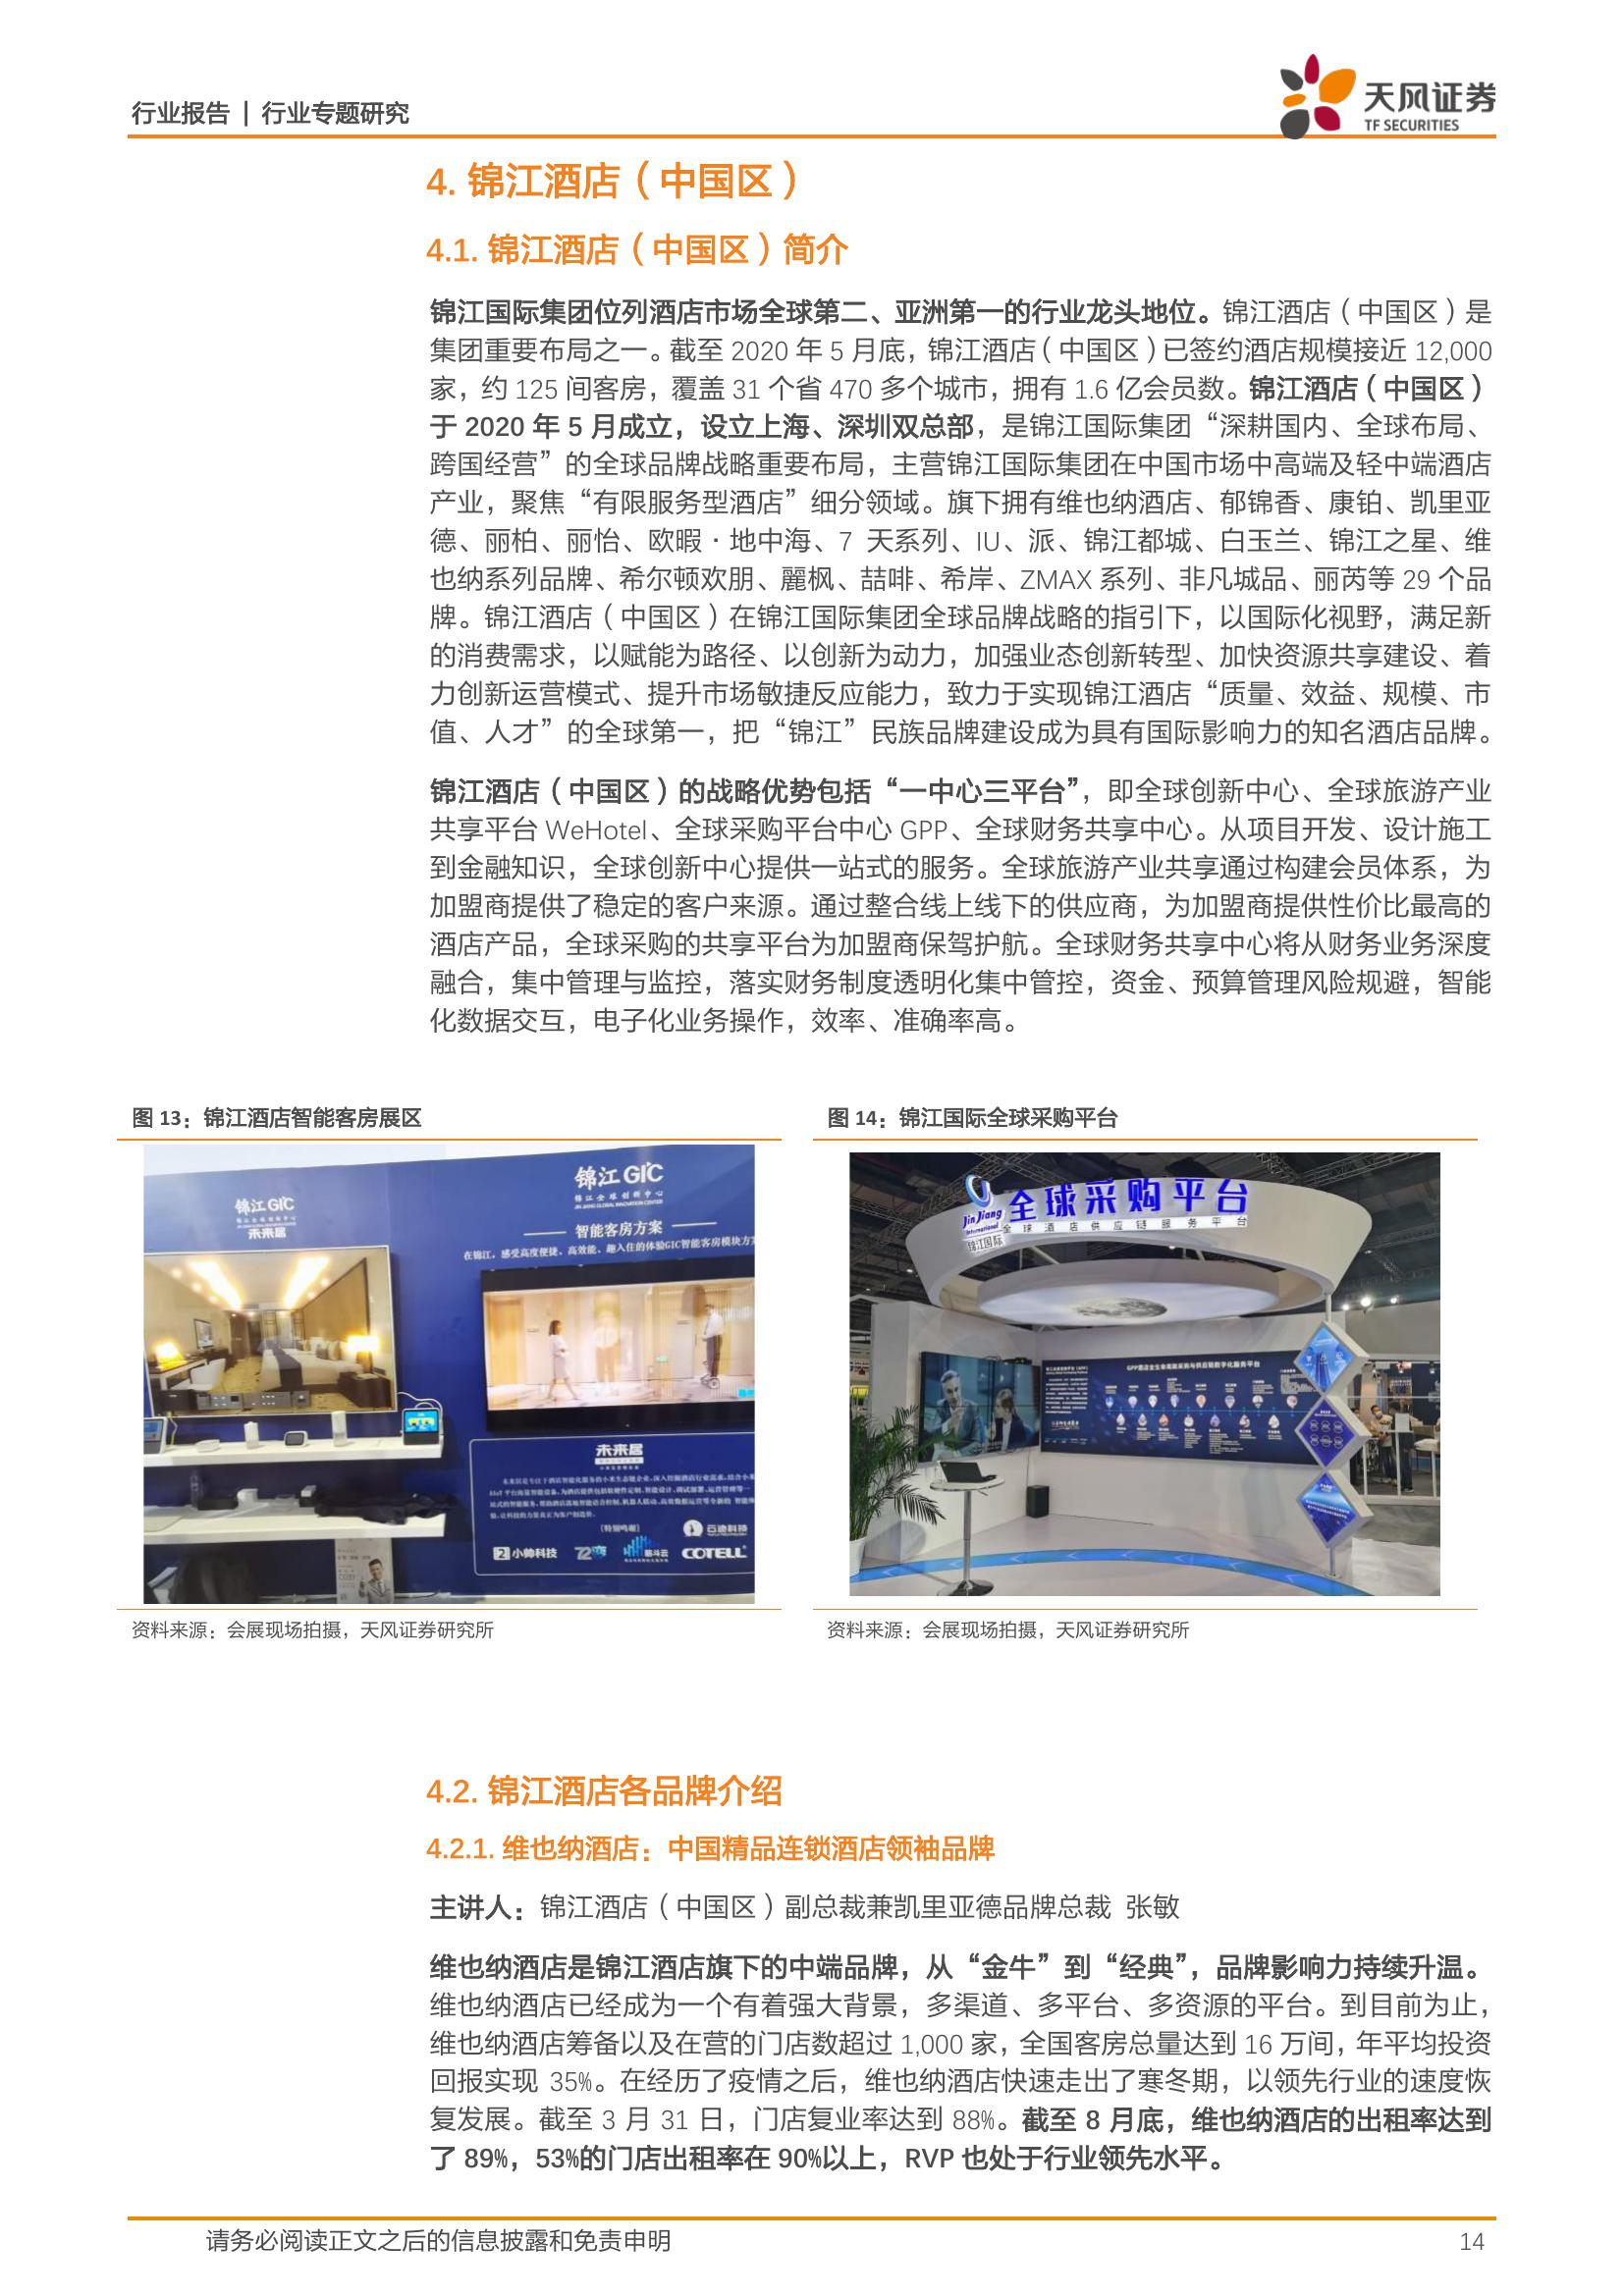 行业报告 | 行业专题研究
天风证券
TF SECURITIES
4. 锦江酒店（中国区）
4.1. 锦江酒店（中国区）简介
锦江国际集团位列酒店市场全球第二、亚洲第一的行业龙头地位。锦江酒店（中国区）是
集团重要布局之一。截至 2020 年 5 月底，锦江酒店（中国区）已签约酒店规模接近 12,000
家，约 125 间客房，覆盖 31 个省 470 多个城市，拥有 1.6 亿会员数。锦江酒店（中国区）
于 2020 年 5 月成立，设立上海、深圳双总部，是锦江国际集团“深耕国内、全球布局、
跨国经营”的全球品牌战略重要布局，主营锦江国际集团在中国市场中高端及轻中端酒店
产业，聚焦“有限服务型酒店”细分领域。旗下拥有维也纳酒店、郁锦香、康铂、凯里亚
德、丽柏、丽怡、欧暇·地中海、7 天系列、IU、派、锦江都城、白玉兰、锦江之星、维
也纳系列品牌、希尔顿欢朋、麗枫、喆啡、希岸、ZMAX 系列、非凡城品、丽芮等 29 个品
牌。锦江酒店（中国区）在锦江国际集团全球品牌战略的指引下，以国际化视野，满足新
的消费需求，以赋能为路径、以创新为动力，加强业态创新转型、加快资源共享建设、着
力创新运营模式、提升市场敏捷反应能力，致力于实现锦江酒店“质量、效益、规模、市
值、人才”的全球第一，把“锦江”民族品牌建设成为具有国际影响力的知名酒店品牌。
锦江酒店（中国区）的战略优势包括“一中心三平台”，即全球创新中心、全球旅游产业
共享平台 WeHotel、全球采购平台中心 GPP、全球财务共享中心。从项目开发、设计施工
到金融知识，全球创新中心提供一站式的服务。全球旅游产业共享通过构建会员体系，为
加盟商提供了稳定的客户来源。通过整合线上线下的供应商，为加盟商提供性价比最高的
酒店产品，全球采购的共享平台为加盟商保驾护航。全球财务共享中心将从财务业务深度
融合，集中管理与监控，落实财务制度透明化集中管控，资金、预算管理风险规避，智能
化数据交互，电子化业务操作，效率、准确率高。
图 13：锦江酒店智能客房展区
锦江 GIC
未来居
锦江 GIC
锦江全球创新中心
JIN JIANG GLOBAL INNOVATION CENTER
智能客房方案
在锦江，感受高度便捷、高效能、趣入住的体验GIC智能客房模块方
未来居
小帅科技
COTELL
资料来源：会展现场拍摄，天风证券研究所
图 14：锦江国际全球采购平台
JinJiang
International
锦江国际
全球采购平台
全球酒店供应链服务平台
资料来源：会展现场拍摄，天风证券研究所
4.2. 锦江酒店各品牌介绍
4.2.1. 维也纳酒店：中国精品连锁酒店领袖品牌
主讲人：锦江酒店（中国区）副总裁兼凯里亚德品牌总裁 张敏
维也纳酒店是锦江酒店旗下的中端品牌，从“金牛”到“经典”，品牌影响力持续升温。
维也纳酒店已经成为一个有着强大背景，多渠道、多平台、多资源的平台。到目前为止，
维也纳酒店筹备以及在营的门店数超过 1,000 家，全国客房总量达到 16 万间，年平均投资
回报实现 35%。在经历了疫情之后，维也纳酒店快速走出了寒冬期，以领先行业的速度恢
复发展。截至 3 月 31 日，门店复业率达到 88%。截至 8 月底，维也纳酒店的出租率达到
了 89%，53%的门店出租率在 90%以上，RVP 也处于行业领先水平。
请务必阅读正文之后的信息披露和免责申明
14